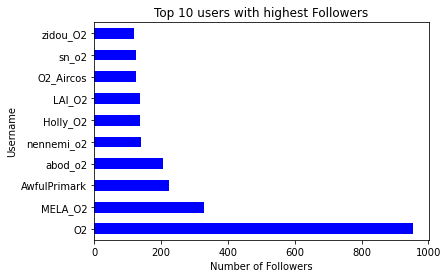 Top 10 users with highest Followers
Username
zidou_O2
sn_o2
O2_Aircos
LAI_O2
Holly_O2
nennemi_o2
abod_o2
AwfulPrimark
MELA_O2
O2
0 200 400 600 800 1000
Number of Followers